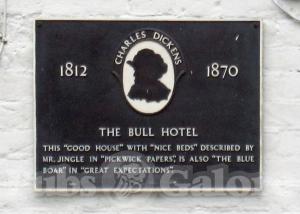 CHARLES DICKENS
1812 1870
THE BULL HOTEL
THIS "GOOD HOUSE" WITH "NICE BEDS" DESCRIBED BY
MR. JINGLE IN "PICKWICK PAPERS", IS ALSO "THE BLUE
BOAR" IN "GREAT EXPECTATIONS".